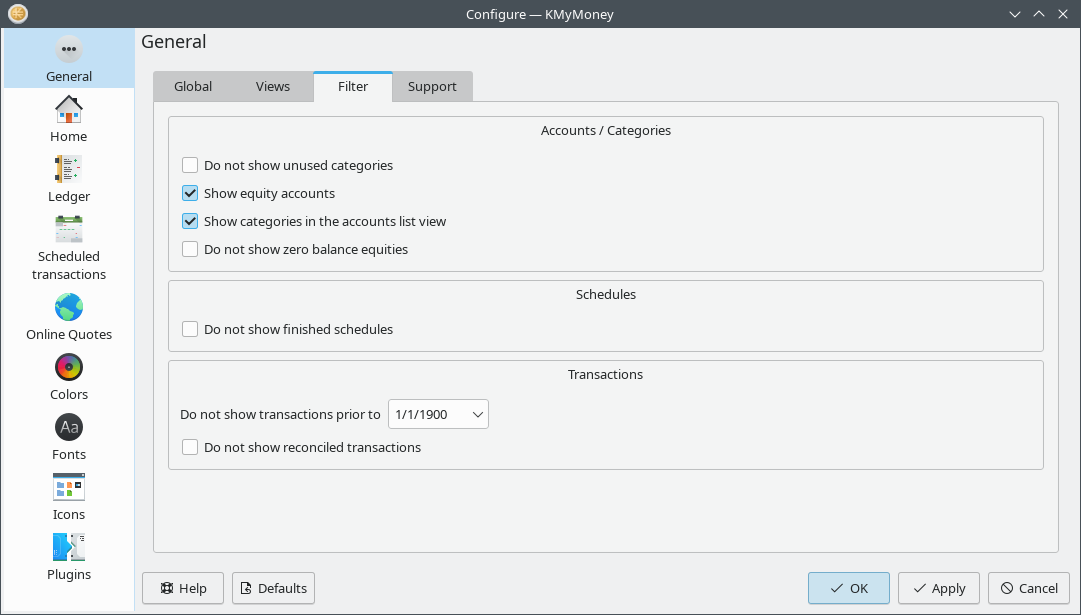 Configure — KMyMoney
General
Home
Ledger
Scheduled
transactions
Online Quotes
Colors
Aa
Fonts
Icons
Plugins
General
Global Views Filter Support
Accounts / Categories
Do not show unused categories
Show equity accounts
Show categories in the accounts list view
Do not show zero balance equities
Schedules
Do not show finished schedules
Transactions
Do not show transactions prior to 1/1/1900
Do not show reconciled transactions
Help Defaults OK Apply Cancel